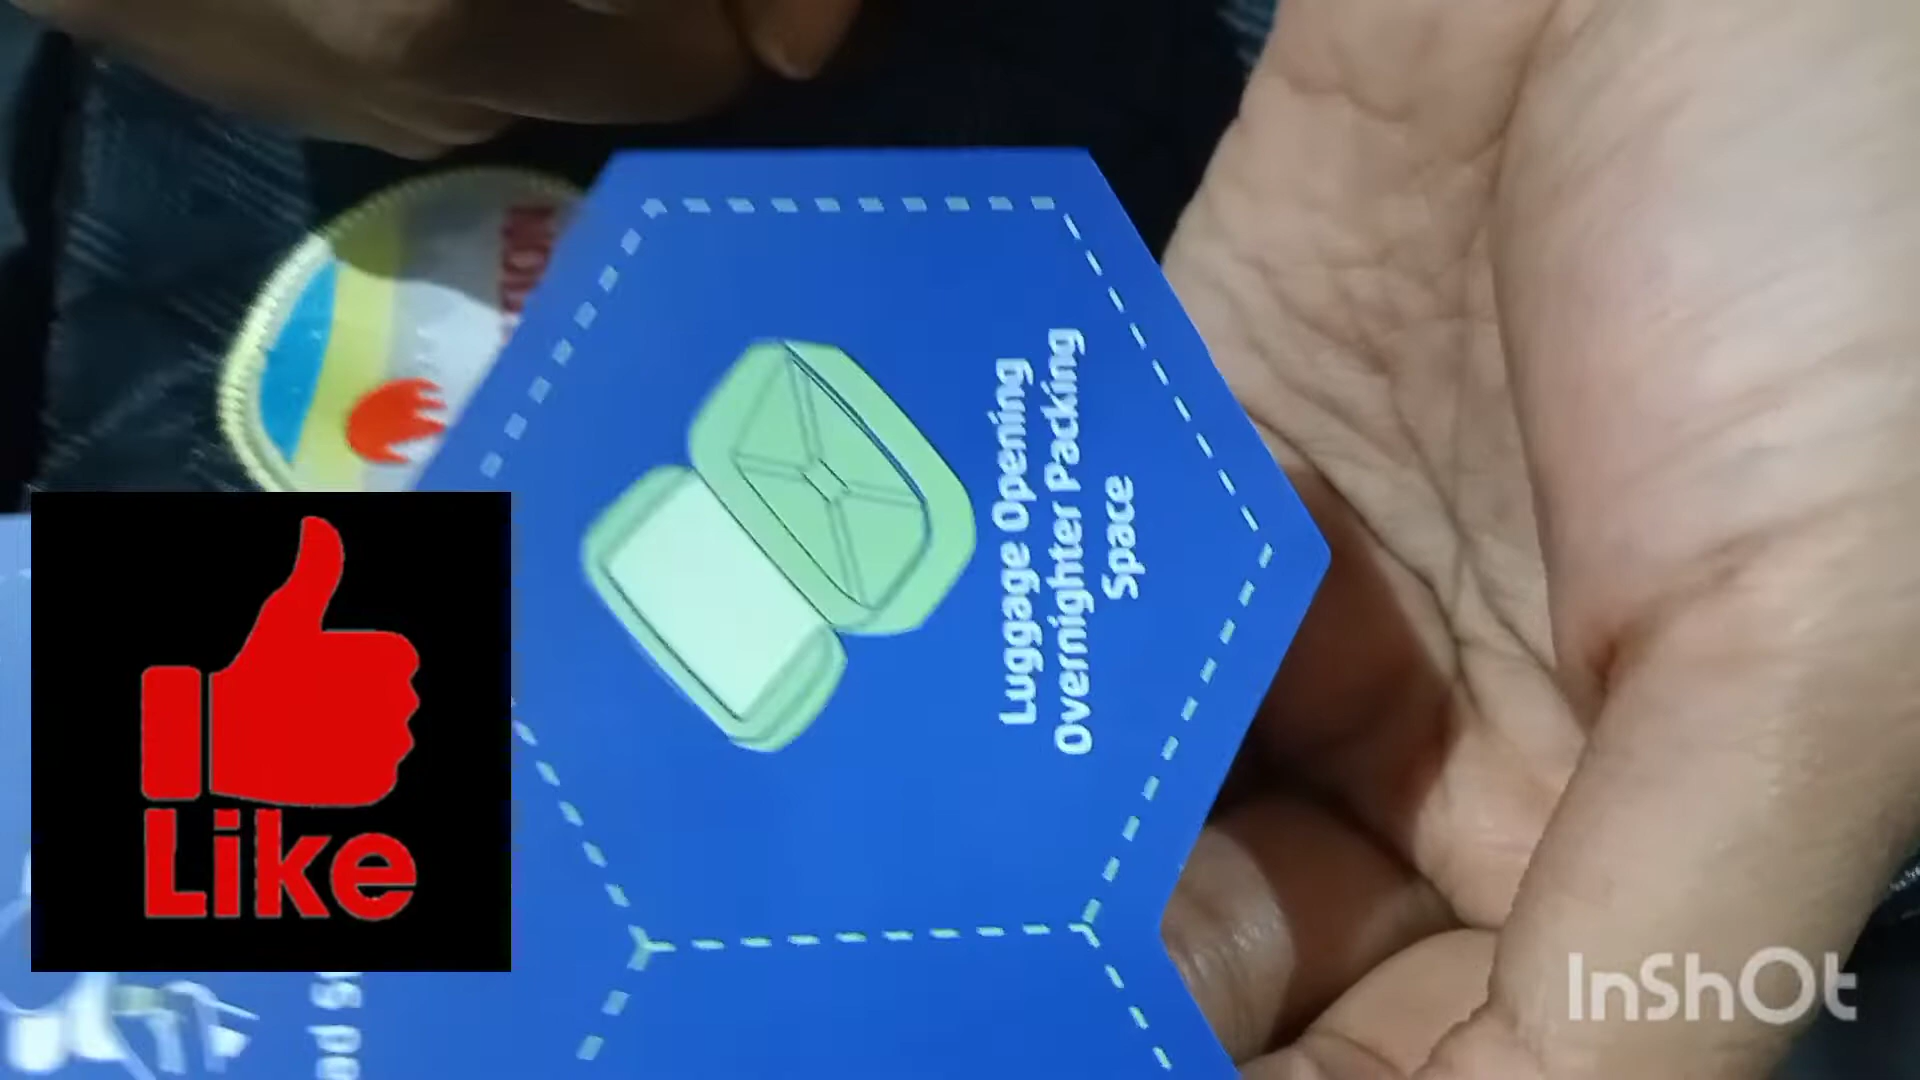 Luggage Opening
Overnighter Packing
Space
Like
InShOt